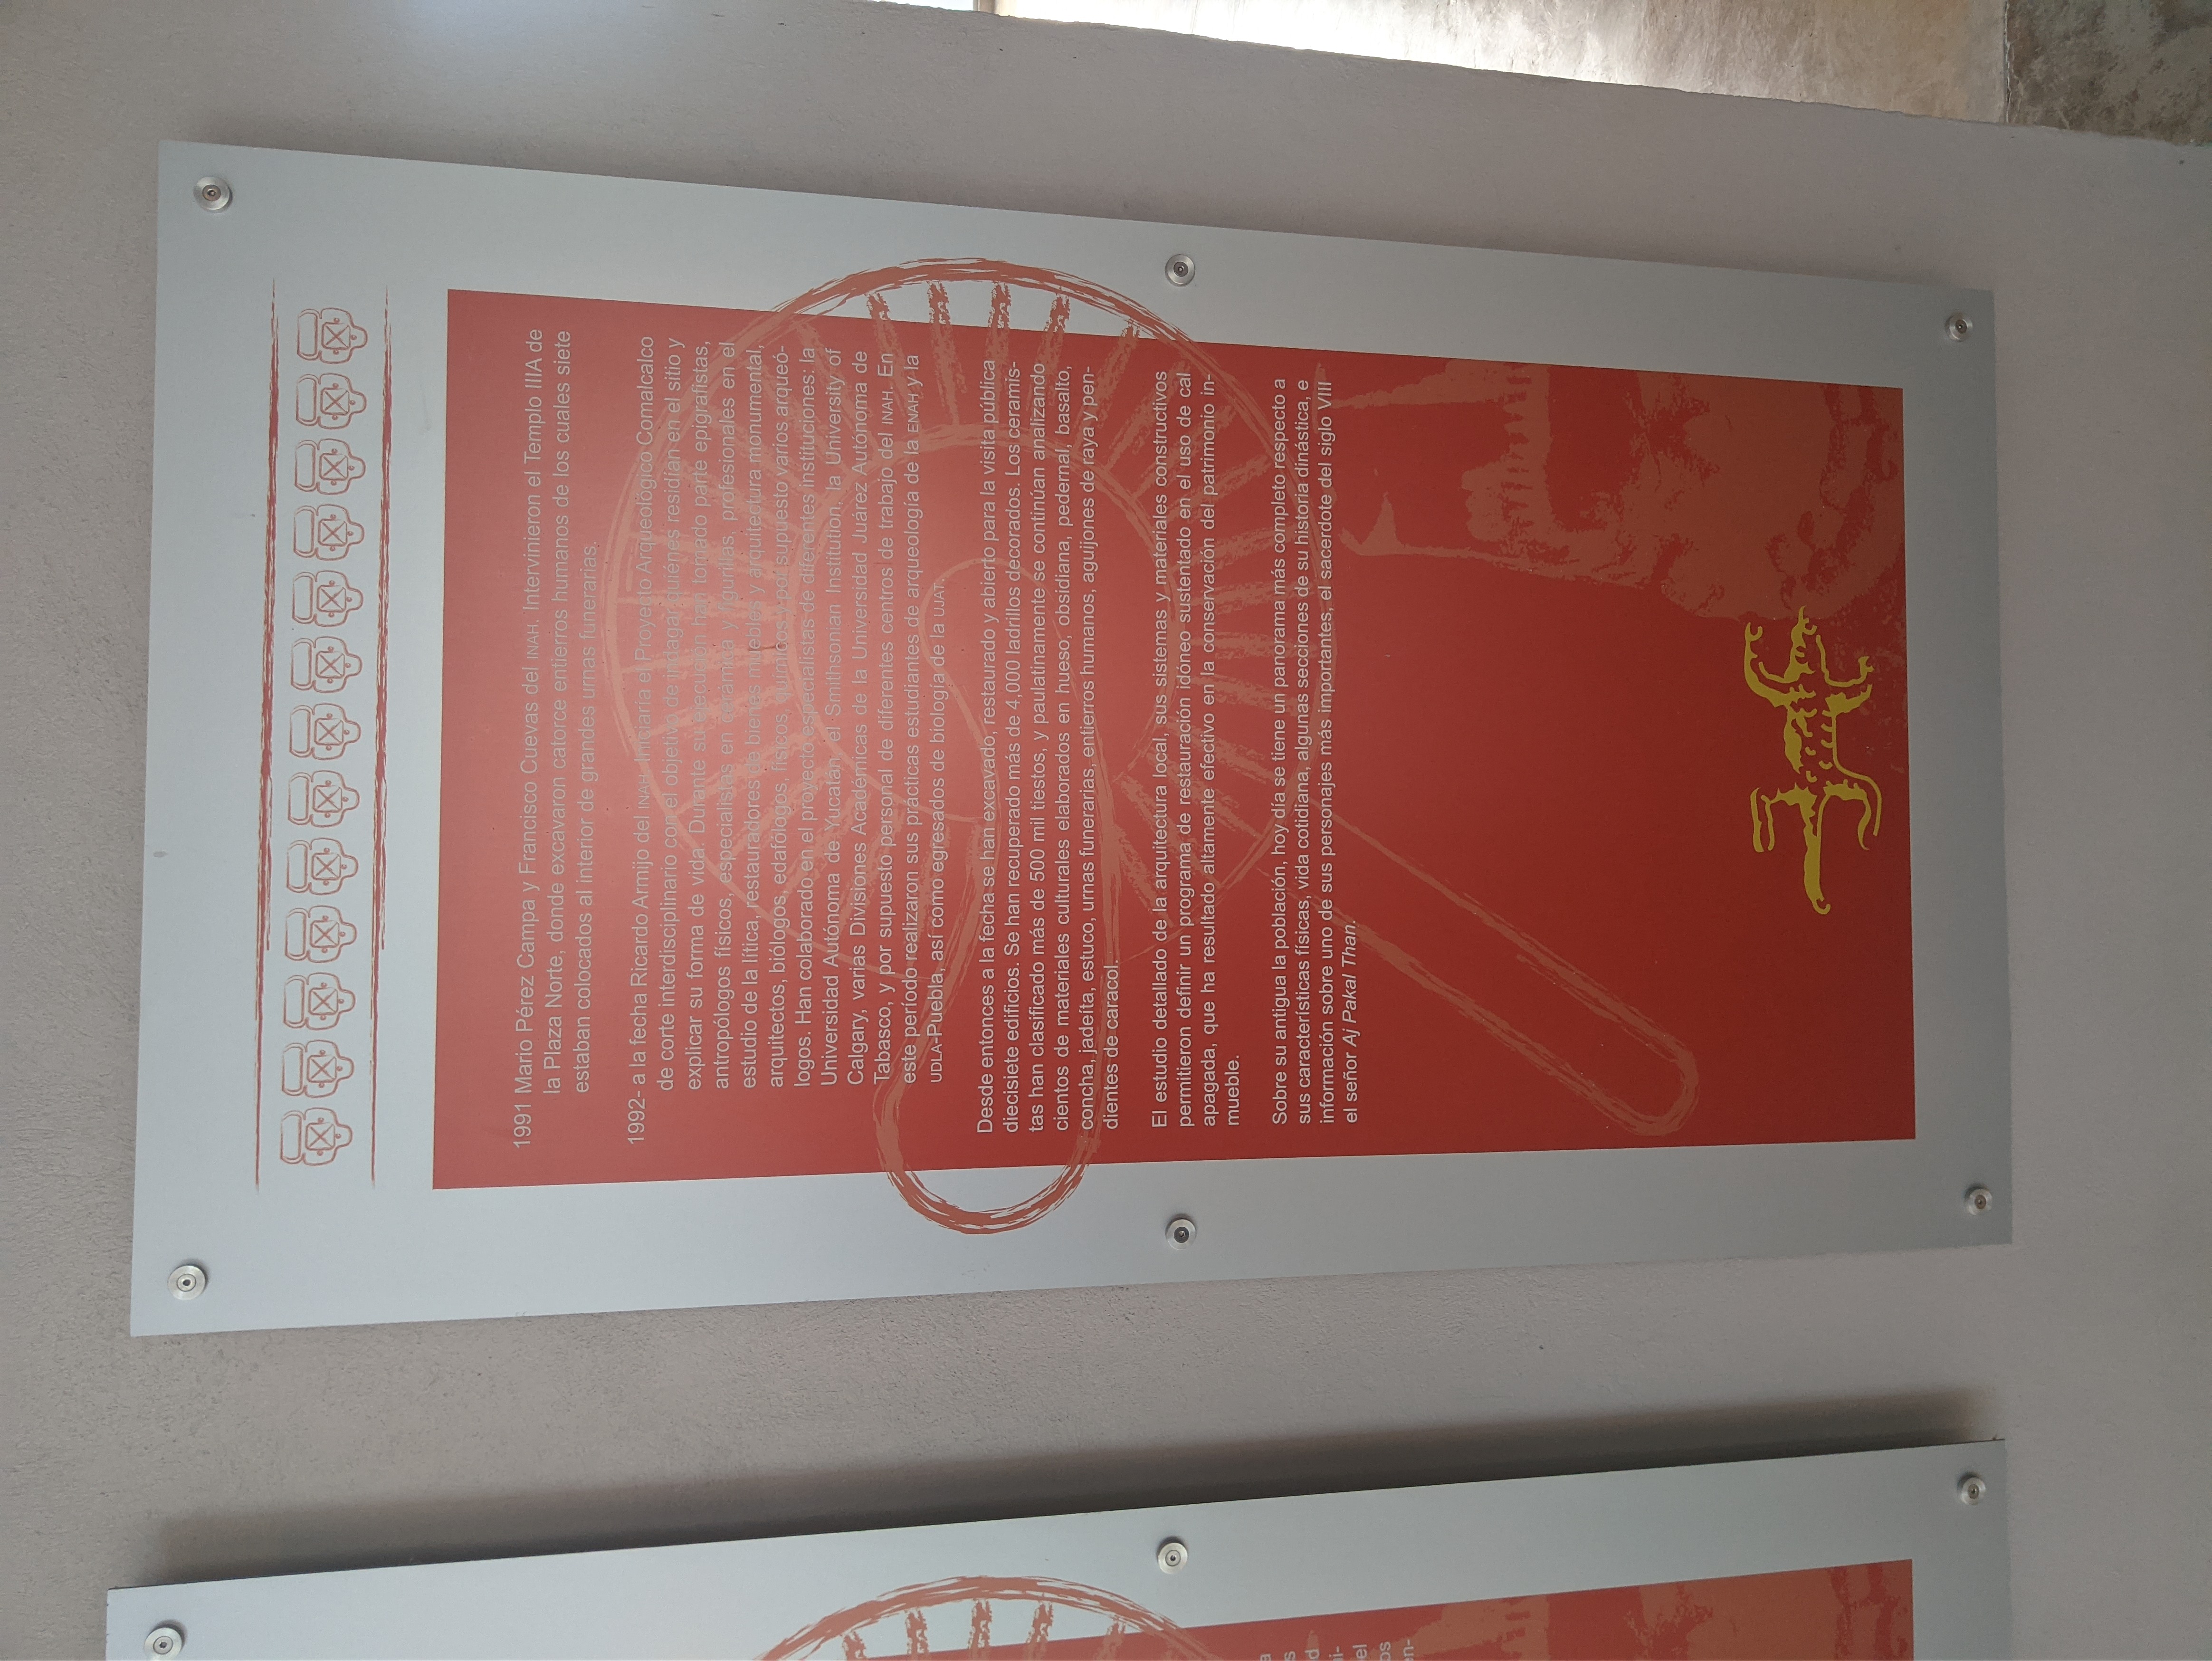 1991 Mario Pérez Campa y Francisco Cuevas del INAH. Intervinieron el Templo IIIA de
la Plaza Norte, donde excavaron catorce entierros humanos de los cuales siete
estaban colocados al interior de grandes urnas funerarias.
1992- a la fecha Ricardo Armijo del INAH. Iniciaría el Proyecto Arqueológico Comalcalco
de corte interdisciplinario con el objetivo de indagar quiénes residían en el sitio y
explicar su forma de vida. Durante su ejecución han tomado parte epigrafistas,
antropólogos físicos, especialistas en cerámica y figurillas, profesionales en el
estudio de la lítica, restauradores de bienes muebles y arquitectura monumental,
arquitectos, biólogos, edafólogos, físicos, químicos y por supuesto varios arqueó-
logos. Han colaborado en el proyecto especialistas de diferentes instituciones: la
Universidad Autónoma de Yucatán, el Smithsonian Institution, la University of
Calgary, varias Divisiones Académicas de la Universidad Juárez Autónoma de
Tabasco, y por supuesto personal de diferentes centros de trabajo del INAH. En
este período realizaron sus prácticas estudiantes de arqueología de la ENAH y la
UDLA-Puebla, así como egresados de biología de la UJAT.
Desde entonces a la fecha se han excavado, restaurado y abierto para la visita pública
diecisiete edificios. Se han recuperado más de 4,000 ladrillos decorados. Los ceramis-
tas han clasificado más de 500 mil tiestos, y paulatinamente se continúan analizando
cientos de materiales culturales elaborados en hueso, obsidiana, pedernal, basalto,
concha, jadeíta, estuco, urnas funerarias, entierros humanos, aguijones de raya y pen-
dientes de caracol.
El estudio detallado de la arquitectura local, sus sistemas y materiales constructivos
permitieron definir un programa de restauración idóneo sustentado en el uso de cal
apagada, que ha resultado altamente efectivo en la conservación del patrimonio in-
mueble.
Sobre su antigua la población, hoy día se tiene un panorama más completo respecto a
sus características físicas, vida cotidiana, algunas secciones de su historia dinástica, e
información sobre uno de sus personajes más importantes, el sacerdote del siglo VIII
el señor Aj Pakal Than.